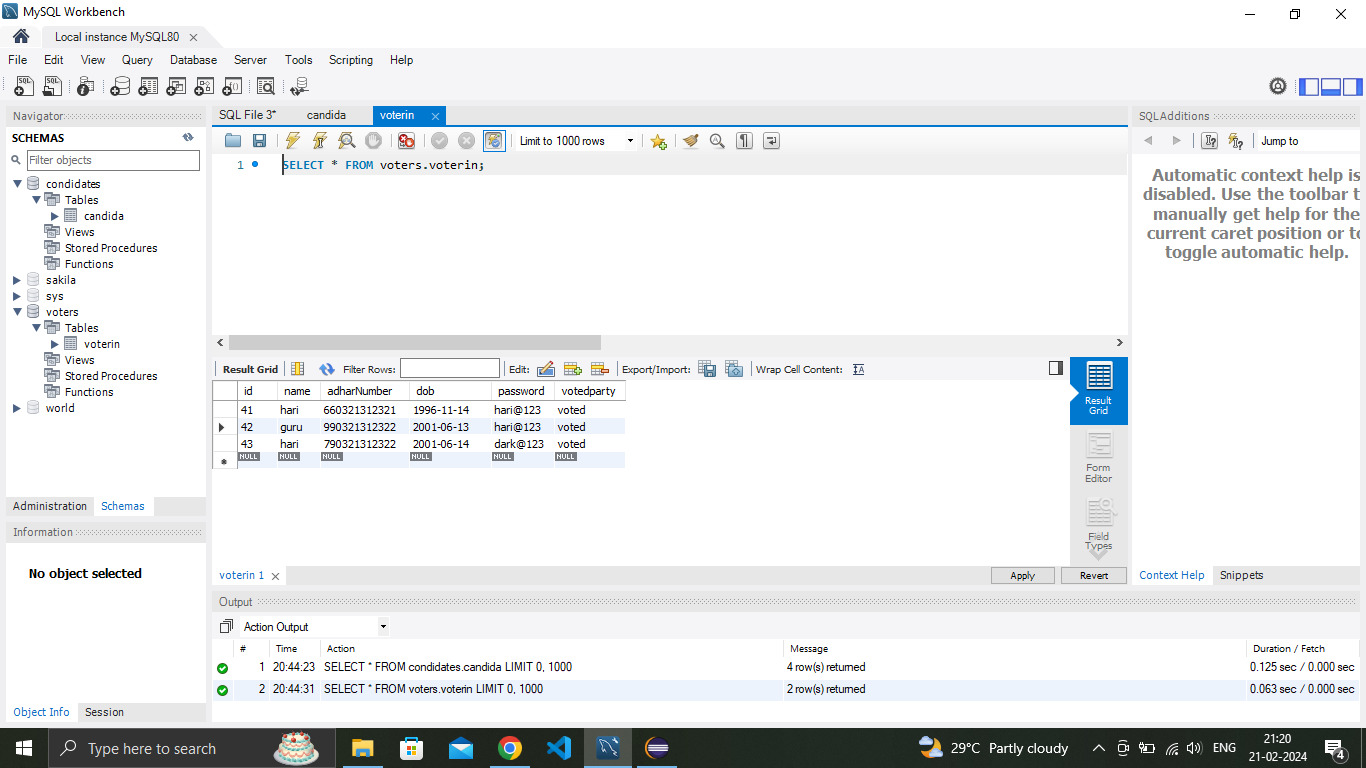 MySQL Workbench
Local instance MySQL80
File Edit View Query Database Server Tools Scripting Help
Navigator
SCHEMAS
Filter objects
condidates
Tables
candida
Views
Stored Procedures
Functions
sakila
sys
voters
Tables
voterin
Views
Stored Procedures
Functions
world
Administration Schemas
Information
No object selected
Object Info Session
SQL File 3* candida voterin
Limit to 1000 rows
1 SELECT * FROM voters.voterin;
Result Grid Filter Rows: Edit: Export/Import: Wrap Cell Content:
id name adharNumber dob password votedparty
41 hari 660321312321 1996-11-14 hari@123 voted
42 guru 990321312322 2001-06-13 hari@123 voted
43 hari 790321312322 2001-06-14 dark@123 voted
NULL NULL NULL NULL NULL NULL
Result
Grid
Form
Editor
Field
Types
voterin 1 Apply Revert
SQLAdditions
Jump to
Automatic context help is
disabled. Use the toolbar t
manually get help for the
current caret position or to
toggle automatic help.
Context Help Snippets
Output
Action Output
# Time Action Message Duration / Fetch
1 20:44:23 SELECT * FROM condidates.candida LIMIT 0, 1000 4 row(s) returned 0.125 sec / 0.000 sec
2 20:44:31 SELECT * FROM voters.voterin LIMIT 0, 1000 2 row(s) returned 0.063 sec / 0.000 sec
Type here to search
29°C Partly cloudy
ENG
21:20
21-02-2024
4